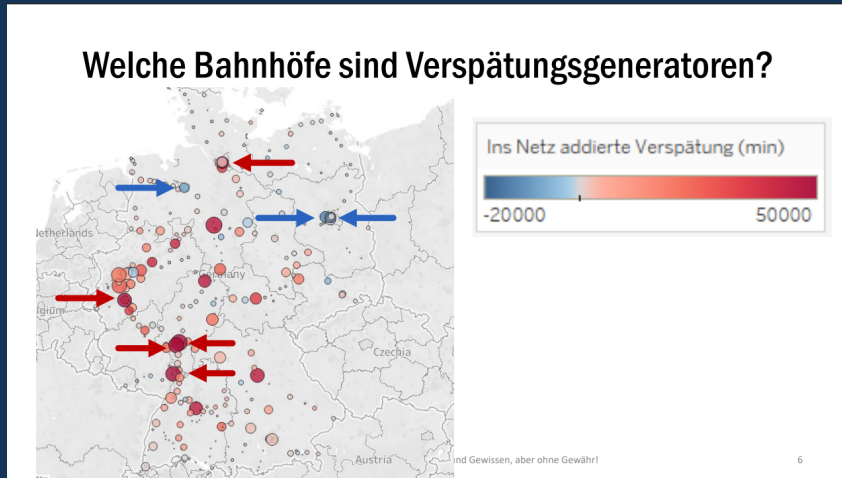 Welche Bahnhöfe sind Verspätungsgeneratoren?
Ins Netz addierte Verspätung (min)
-20000 50000
Netherlands
Germany
Belgium
Czechia
Austria
nd Gewissen, aber ohne Gewähr!
6